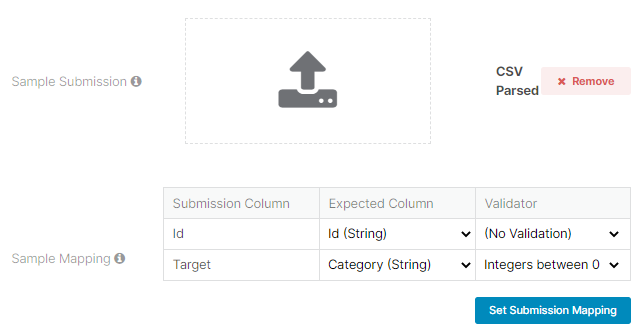 Sample Submission
CSV
Parsed
Remove
Submission Column Expected Column Validator
Id Id (String) (No Validation)
Sample Mapping
Target Category (String) Integers between 0
Set Submission Mapping